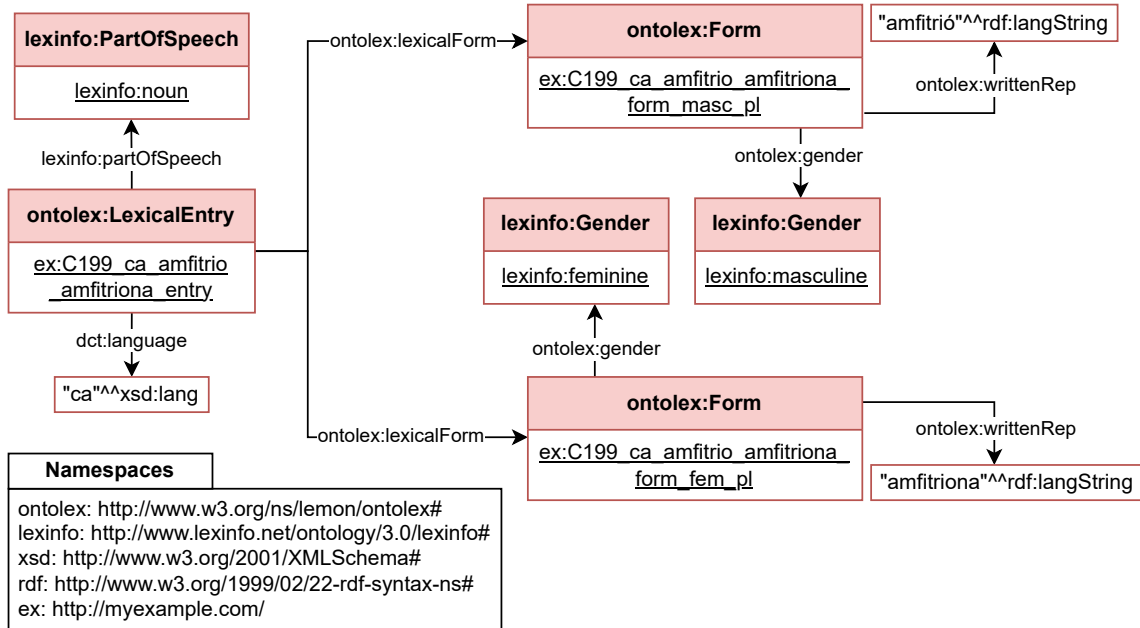 lexinfo:PartOfSpeech
lexinfo:noun
lexinfo:partOfSpeech
ontolex:LexicalEntry
ex:C199_ca_amfitrio
_amfitriona_entry
dct:language
"ca"^^xsd:lang
ontolex:lexicalForm
ontolex:Form
ex:C199_ca_amfitrio_amfitriona_
form_masc_pl
"amfitrió"^^rdf:langString
ontolex:writtenRep
ontolex:gender
lexinfo:Gender
lexinfo:feminine
lexinfo:Gender
lexinfo:masculine
ontolex:gender
ontolex:lexicalForm
ontolex:Form
ex:C199_ca_amfitrio_amfitriona_
form_fem_pl
ontolex:writtenRep
"amfitriona"^^rdf:langString
Namespaces
ontolex: http://www.w3.org/ns/lemon/ontolex#
lexinfo: http://www.lexinfo.net/ontology/3.0/lexinfo#
xsd: http://www.w3.org/2001/XMLSchema#
rdf: http://www.w3.org/1999/02/22-rdf-syntax-ns#
ex: http://myexample.com/